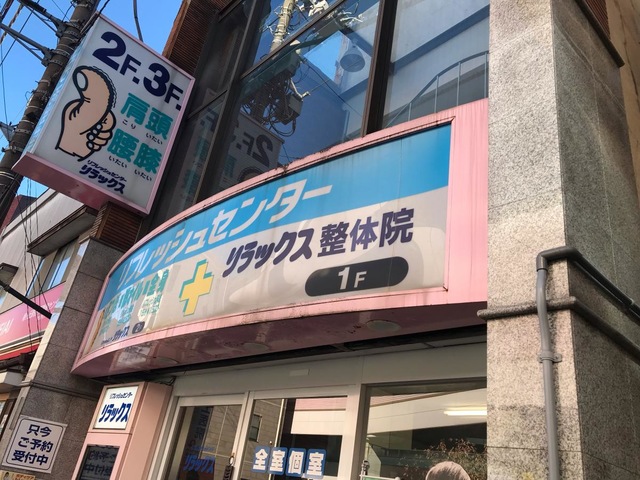 2F.3F.
肩頭
こり いたい
腰膝
いたい いたい
リフレッシュセンター
リラックス
リフレッシュセンター
リラックス整体院
1F
リフレッシュセンター
リラックス
只今
ご予約
受付中
全室個室